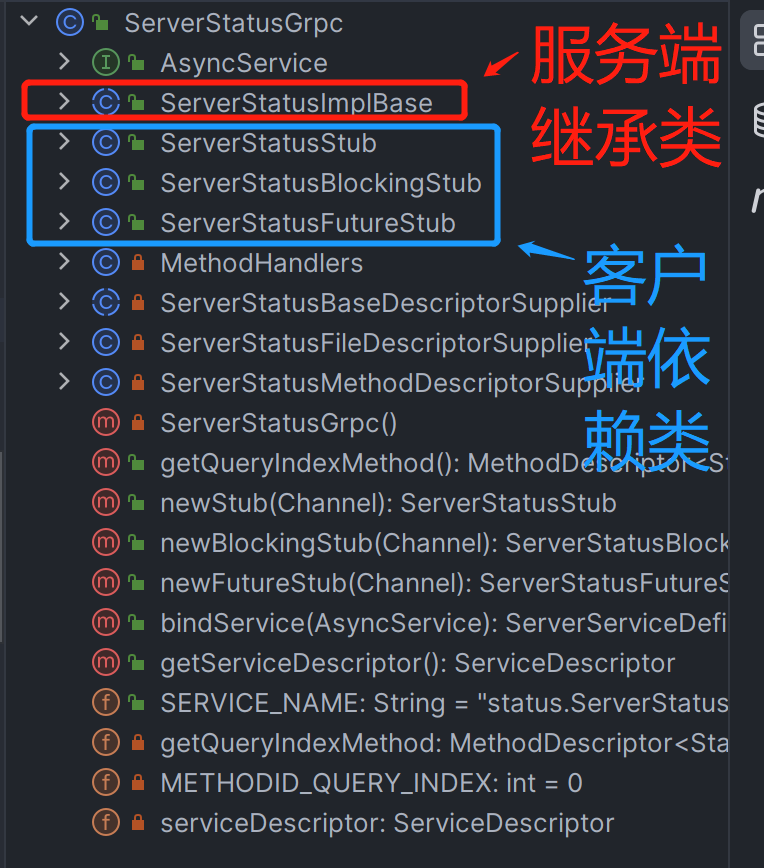 ServerStatusGrpc
AsyncService
服务端
ServerStatusImplBase
继承类
ServerStatusStub
ServerStatusBlockingStub
ServerStatusFutureStub
MethodHandlers
客户
ServerStatusBaseDescriptorSupplier
端依
ServerStatusFileDescriptorSupplier
ServerStatusMethodDescriptorSupplier
赖类
ServerStatusGrpc()
getQueryIndexMethod(): MethodDescriptor<St
newStub(Channel): ServerStatusStub
newBlockingStub(Channel): ServerStatusBlock
newFutureStub(Channel): ServerStatusFutureS
bindService(AsyncService): ServerServiceDefi
getServiceDescriptor(): ServiceDescriptor
SERVICE_NAME: String = "status.ServerStatus
getQueryIndexMethod: MethodDescriptor<Sta
METHODID_QUERY_INDEX: int = 0
serviceDescriptor: ServiceDescriptor